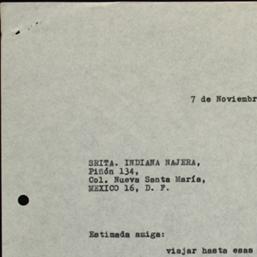 7 de Noviembr
SRITA. INDIANA NAJERA,
Piñón 134,
Col. Nueva Santa María,
MEXICO 16, D. F.
Estimada amiga:
viajar hasta esas